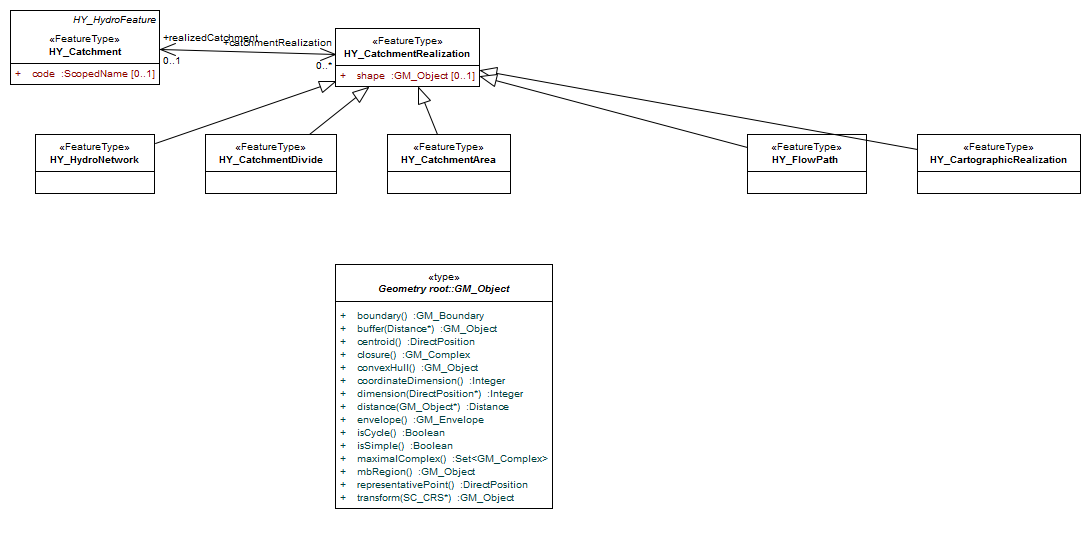 HY_HydroFeature
«FeatureType»
HY_Catchment
+ code :ScopedName [0..1]
+realizedCatchment
0..1
+catchmentRealization
0..*
«FeatureType»
HY_CatchmentRealization
+ shape :GM_Object [0..1]
«FeatureType»
HY_HydroNetwork
«FeatureType»
HY_CatchmentDivide
«FeatureType»
HY_CatchmentArea
«FeatureType»
HY_FlowPath
«FeatureType»
HY_CartographicRealization
«type»
Geometry root::GM_Object
+ boundary() :GM_Boundary
+ buffer(Distance*) :GM_Object
+ centroid() :DirectPosition
+ closure() :GM_Complex
+ convexHull() :GM_Object
+ coordinateDimension() :Integer
+ dimension(DirectPosition*) :Integer
+ distance(GM_Object*) :Distance
+ envelope() :GM_Envelope
+ isCycle() :Boolean
+ isSimple() :Boolean
+ maximalComplex() :Set<GM_Complex>
+ mbRegion() :GM_Object
+ representativePoint() :DirectPosition
+ transform(SC_CRS*) :GM_Object